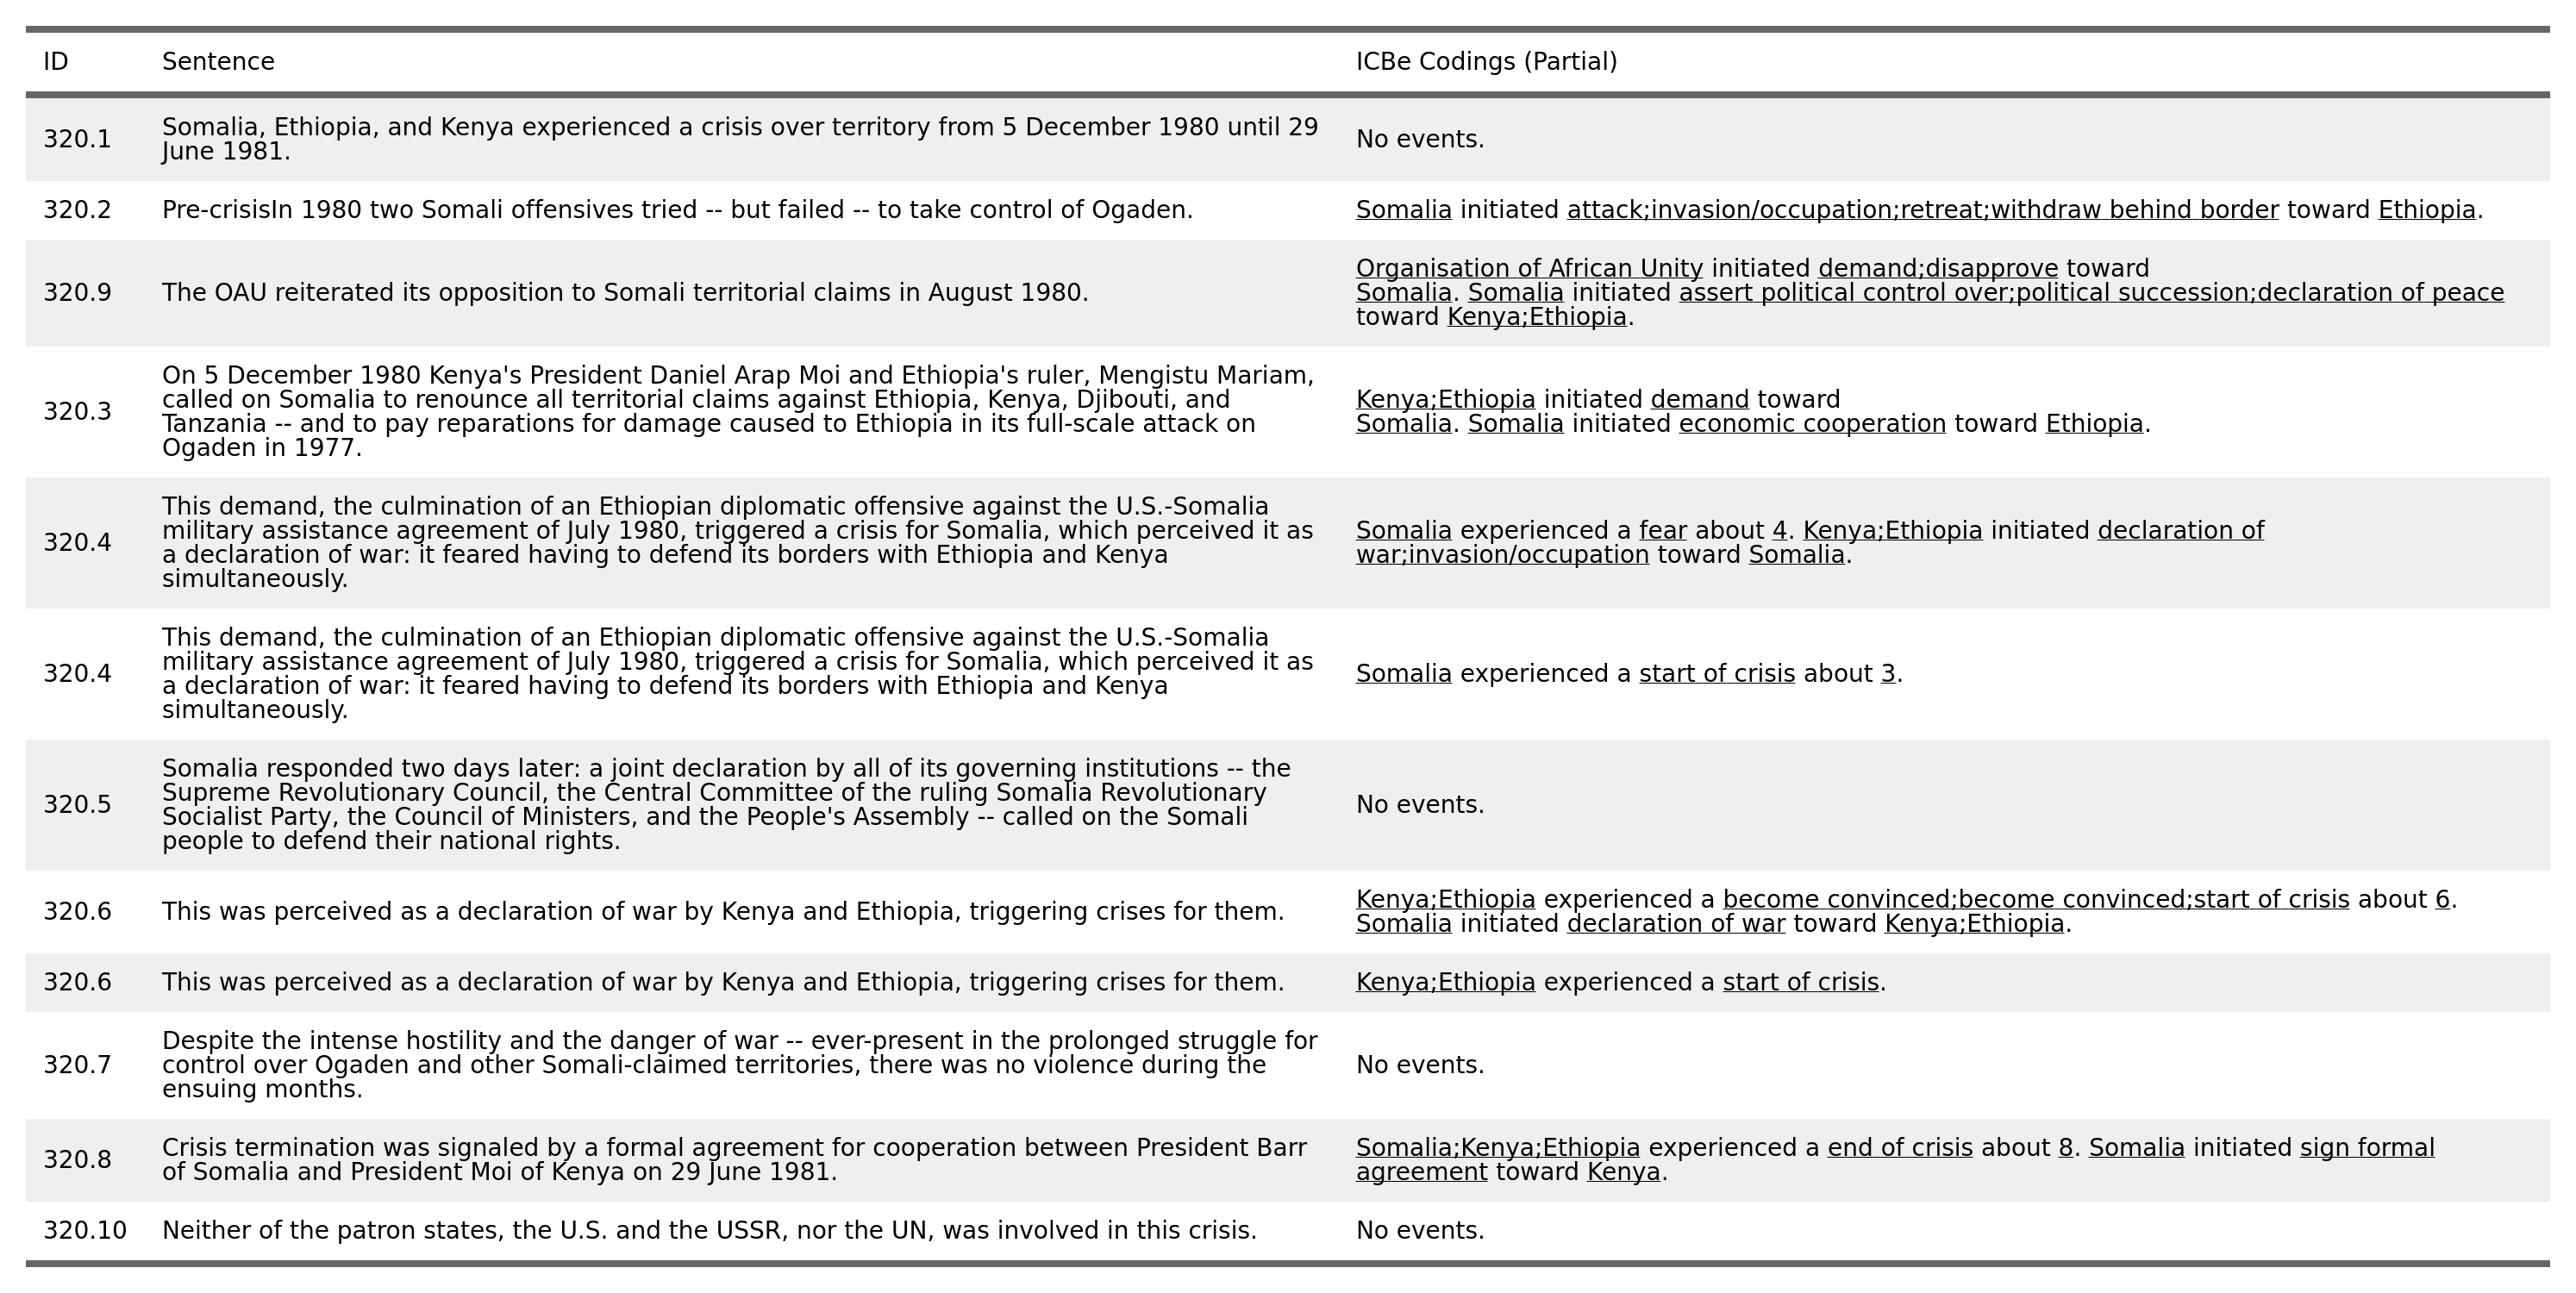 ID Sentence ICBe Codings (Partial)
320.1 Somalia, Ethiopia, and Kenya experienced a crisis over territory from 5 December 1980 until 29
June 1981.
No events.
320.2 Pre-crisisIn 1980 two Somali offensives tried -- but failed -- to take control of Ogaden. Somalia initiated attack;invasion/occupation;retreat;withdraw behind border toward Ethiopia.
320.9 The OAU reiterated its opposition to Somali territorial claims in August 1980.
Organisation of African Unity initiated demand;disapprove toward
Somalia. Somalia initiated assert political control over;political succession;declaration of peace
toward Kenya;Ethiopia.
320.3 On 5 December 1980 Kenya's President Daniel Arap Moi and Ethiopia's ruler, Mengistu Mariam,
called on Somalia to renounce all territorial claims against Ethiopia, Kenya, Djibouti, and
Tanzania -- and to pay reparations for damage caused to Ethiopia in its full-scale attack on
Ogaden in 1977.
Kenya;Ethiopia initiated demand toward
Somalia. Somalia initiated economic cooperation toward Ethiopia.
320.4 This demand, the culmination of an Ethiopian diplomatic offensive against the U.S.-Somalia
military assistance agreement of July 1980, triggered a crisis for Somalia, which perceived it as
a declaration of war: it feared having to defend its borders with Ethiopia and Kenya
simultaneously.
Somalia experienced a fear about 4. Kenya;Ethiopia initiated declaration of
war;invasion/occupation toward Somalia.
320.4 This demand, the culmination of an Ethiopian diplomatic offensive against the U.S.-Somalia
military assistance agreement of July 1980, triggered a crisis for Somalia, which perceived it as
a declaration of war: it feared having to defend its borders with Ethiopia and Kenya
simultaneously.
Somalia experienced a start of crisis about 3.
320.5 Somalia responded two days later: a joint declaration by all of its governing institutions -- the
Supreme Revolutionary Council, the Central Committee of the ruling Somalia Revolutionary
Socialist Party, the Council of Ministers, and the People's Assembly -- called on the Somali
people to defend their national rights.
No events.
320.6 This was perceived as a declaration of war by Kenya and Ethiopia, triggering crises for them.
Kenya;Ethiopia experienced a become convinced;become convinced;start of crisis about 6.
Somalia initiated declaration of war toward Kenya;Ethiopia.
320.6 This was perceived as a declaration of war by Kenya and Ethiopia, triggering crises for them. Kenya;Ethiopia experienced a start of crisis.
320.7 Despite the intense hostility and the danger of war -- ever-present in the prolonged struggle for
control over Ogaden and other Somali-claimed territories, there was no violence during the
ensuing months.
No events.
320.8 Crisis termination was signaled by a formal agreement for cooperation between President Barr
of Somalia and President Moi of Kenya on 29 June 1981.
Somalia;Kenya;Ethiopia experienced a end of crisis about 8. Somalia initiated sign formal
agreement toward Kenya.
320.10 Neither of the patron states, the U.S. and the USSR, nor the UN, was involved in this crisis. No events.